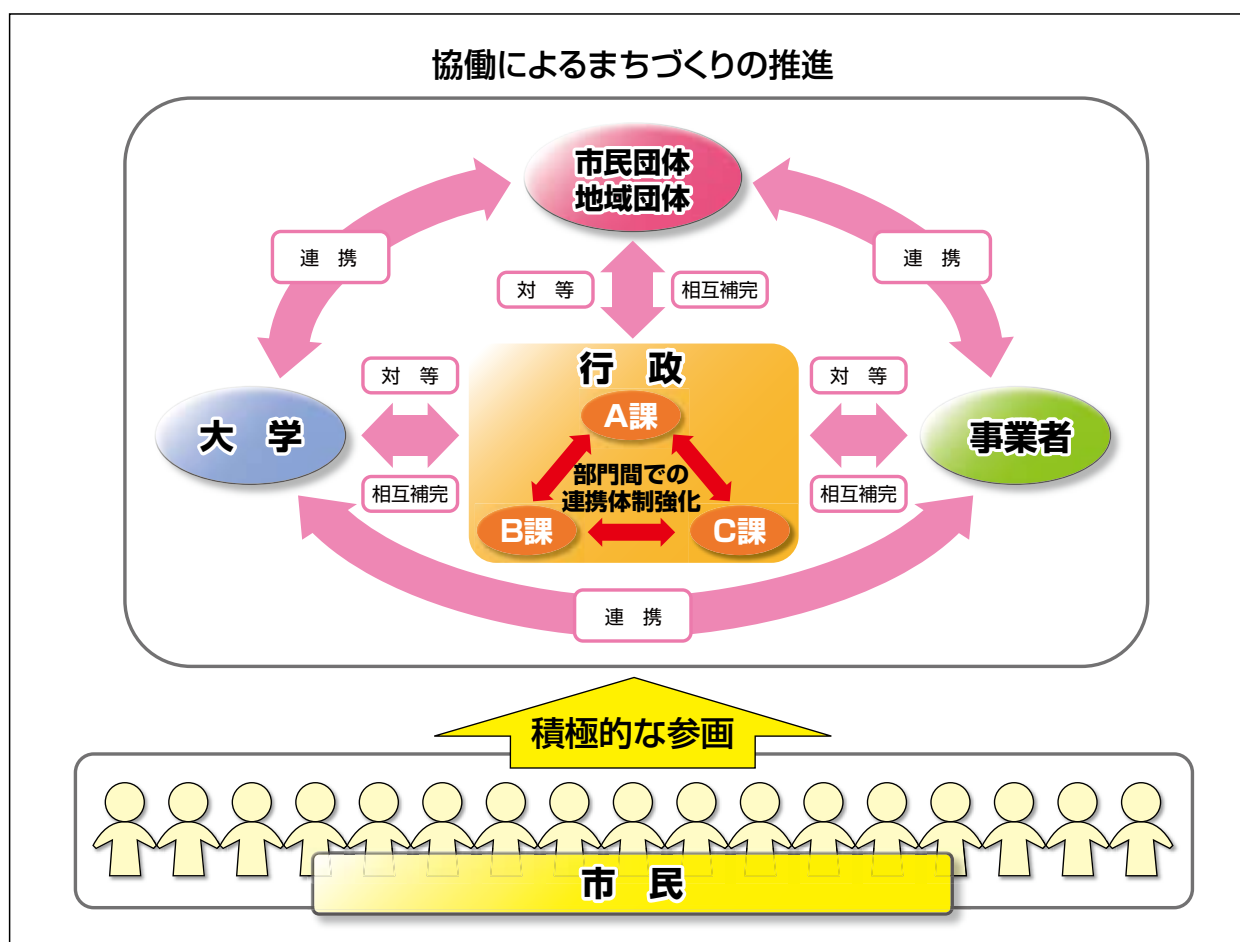 協働によるまちづくりの推進
市民団体
地域団体
連 携
連 携
対 等
相互補完
行 政
対 等
対 等
A課
大 学
事業者
部門間での
連携体制強化
相互補完
相互補完
B課
C課
連 携
積極的な参画
市 民